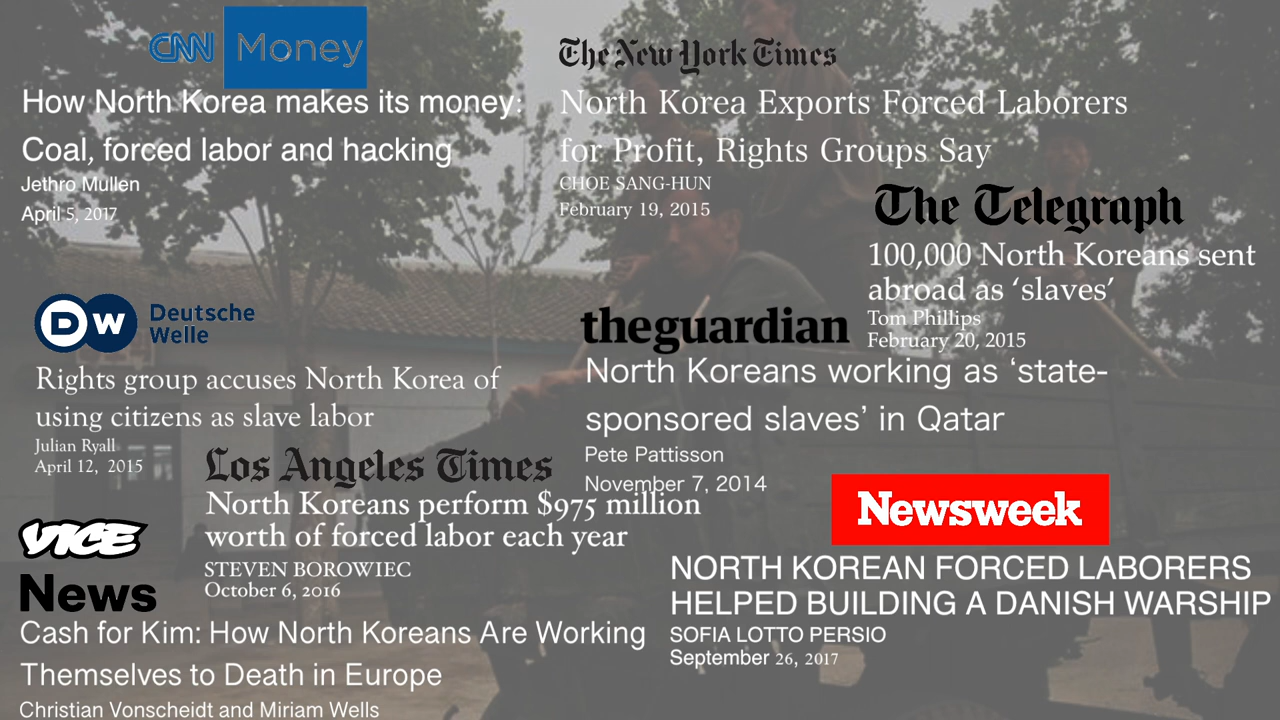 CNN Money
How North Korea makes its money:
Coal, forced labor and hacking
Jethro Mullen
April 5, 2017
The New York Times
North Korea Exports Forced Laborers
for Profit, Rights Groups Say
CHOE SANG-HUN
February 19, 2015
The Telegraph
100,000 North Koreans sent
abroad as ‘slaves’
Tom Phillips
February 20, 2015
DW Deutsche
Welle
Rights group accuses North Korea of
using citizens as slave labor
Julian Ryall
April 12, 2015
theguardian
North Koreans working as ‘state-
sponsored slaves’ in Qatar
Pete Pattisson
November 7, 2014
Los Angeles Times
North Koreans perform $975 million
worth of forced labor each year
STEVEN BOROWIEC
October 6, 2016
Newsweek
NORTH KOREAN FORCED LABORERS
HELPED BUILDING A DANISH WARSHIP
SOFIA LOTTO PERSIO
September 26, 2017
VICE
News
Cash for Kim: How North Koreans Are Working
Themselves to Death in Europe
Christian Vonscheidt and Miriam Wells